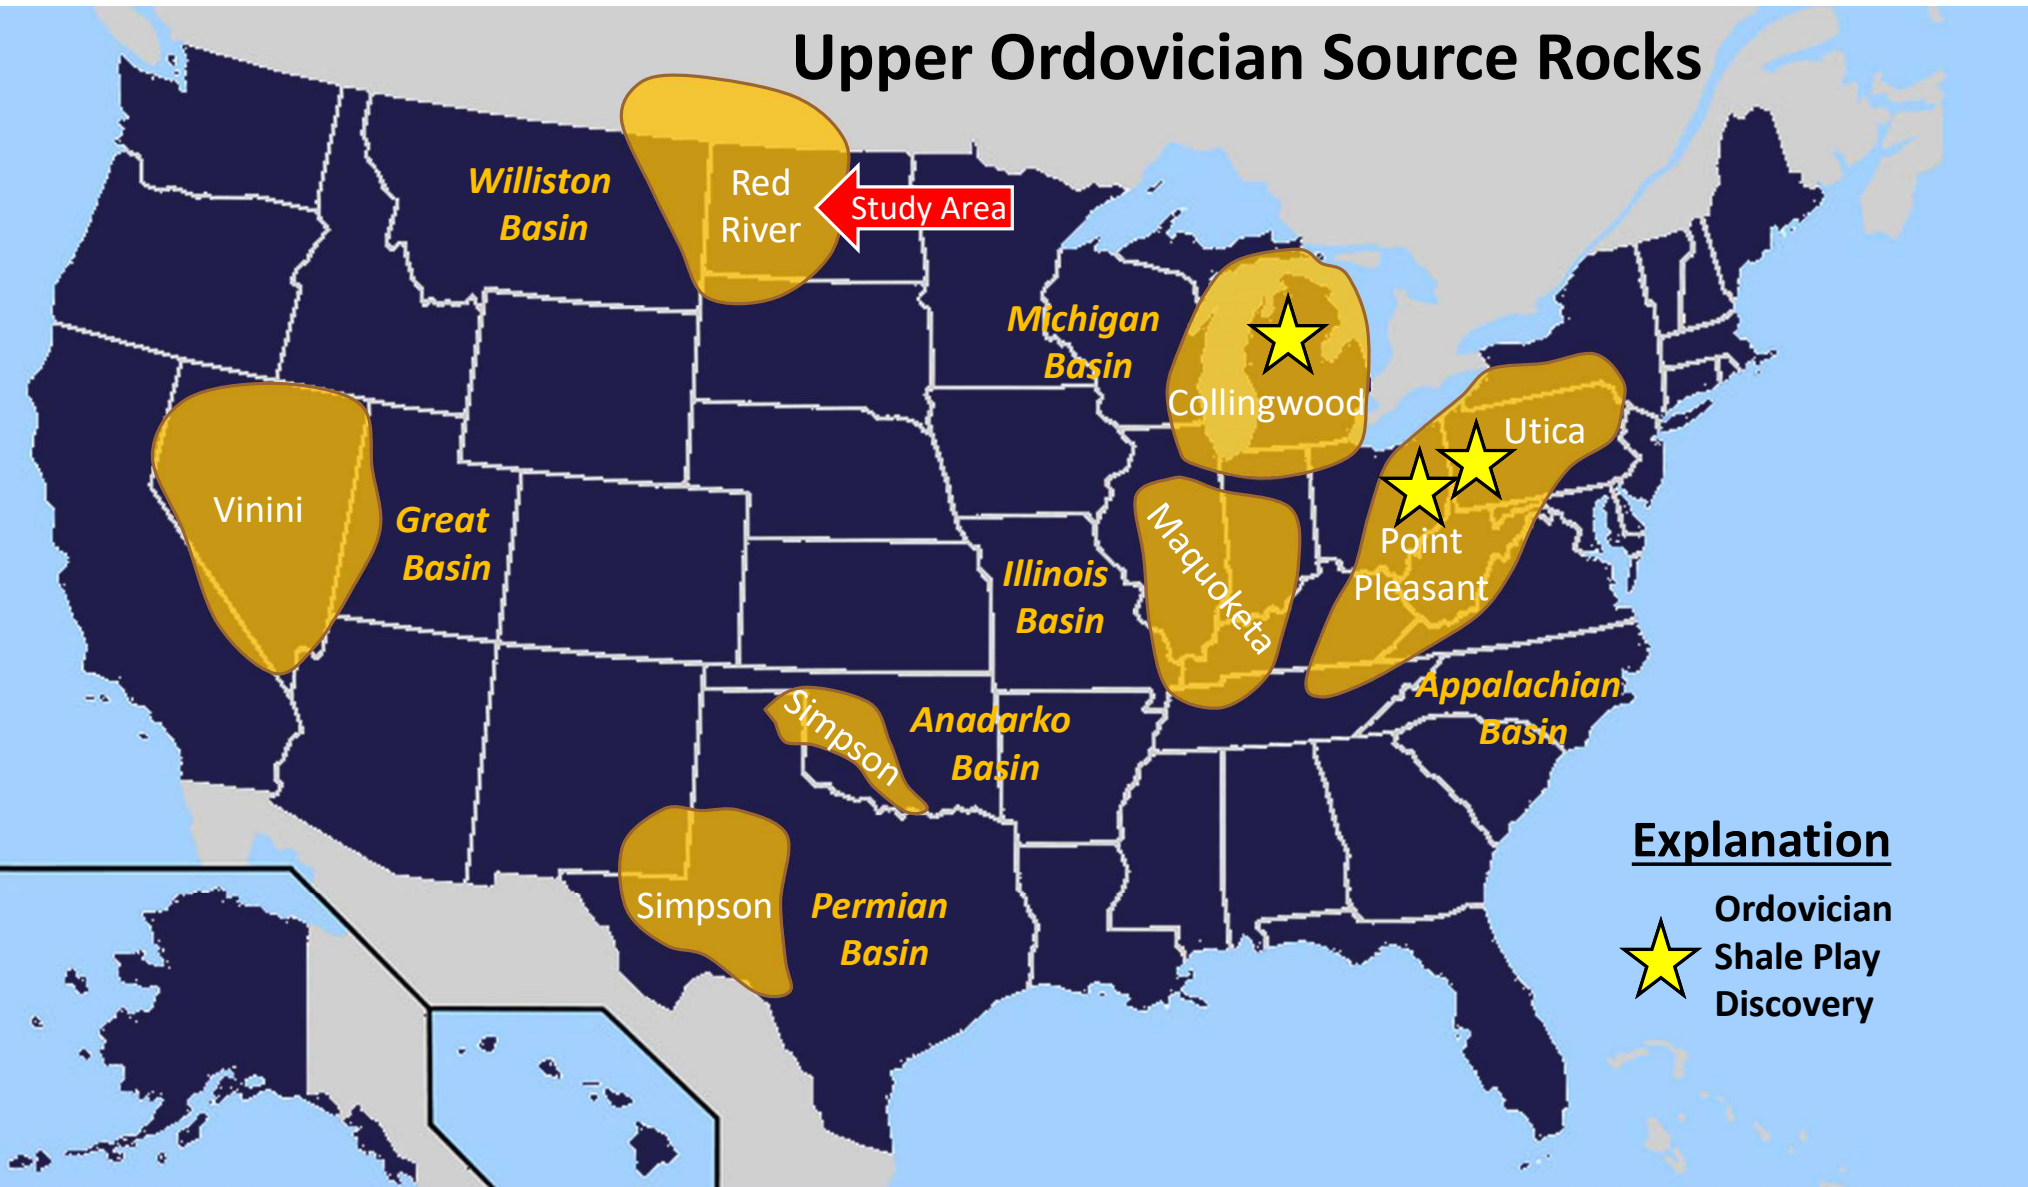 Upper Ordovician Source Rocks
Williston
Basin
Red
River
Study Area
Michigan
Basin
Collingwood
Utica
Point
Pleasant
Vinini
Great
Basin
Illinois
Basin
Maquoketa
Appalachian
Basin
Simpson
Anadarko
Basin
Simpson
Permian
Basin
Explanation
Ordovician
Shale Play
Discovery